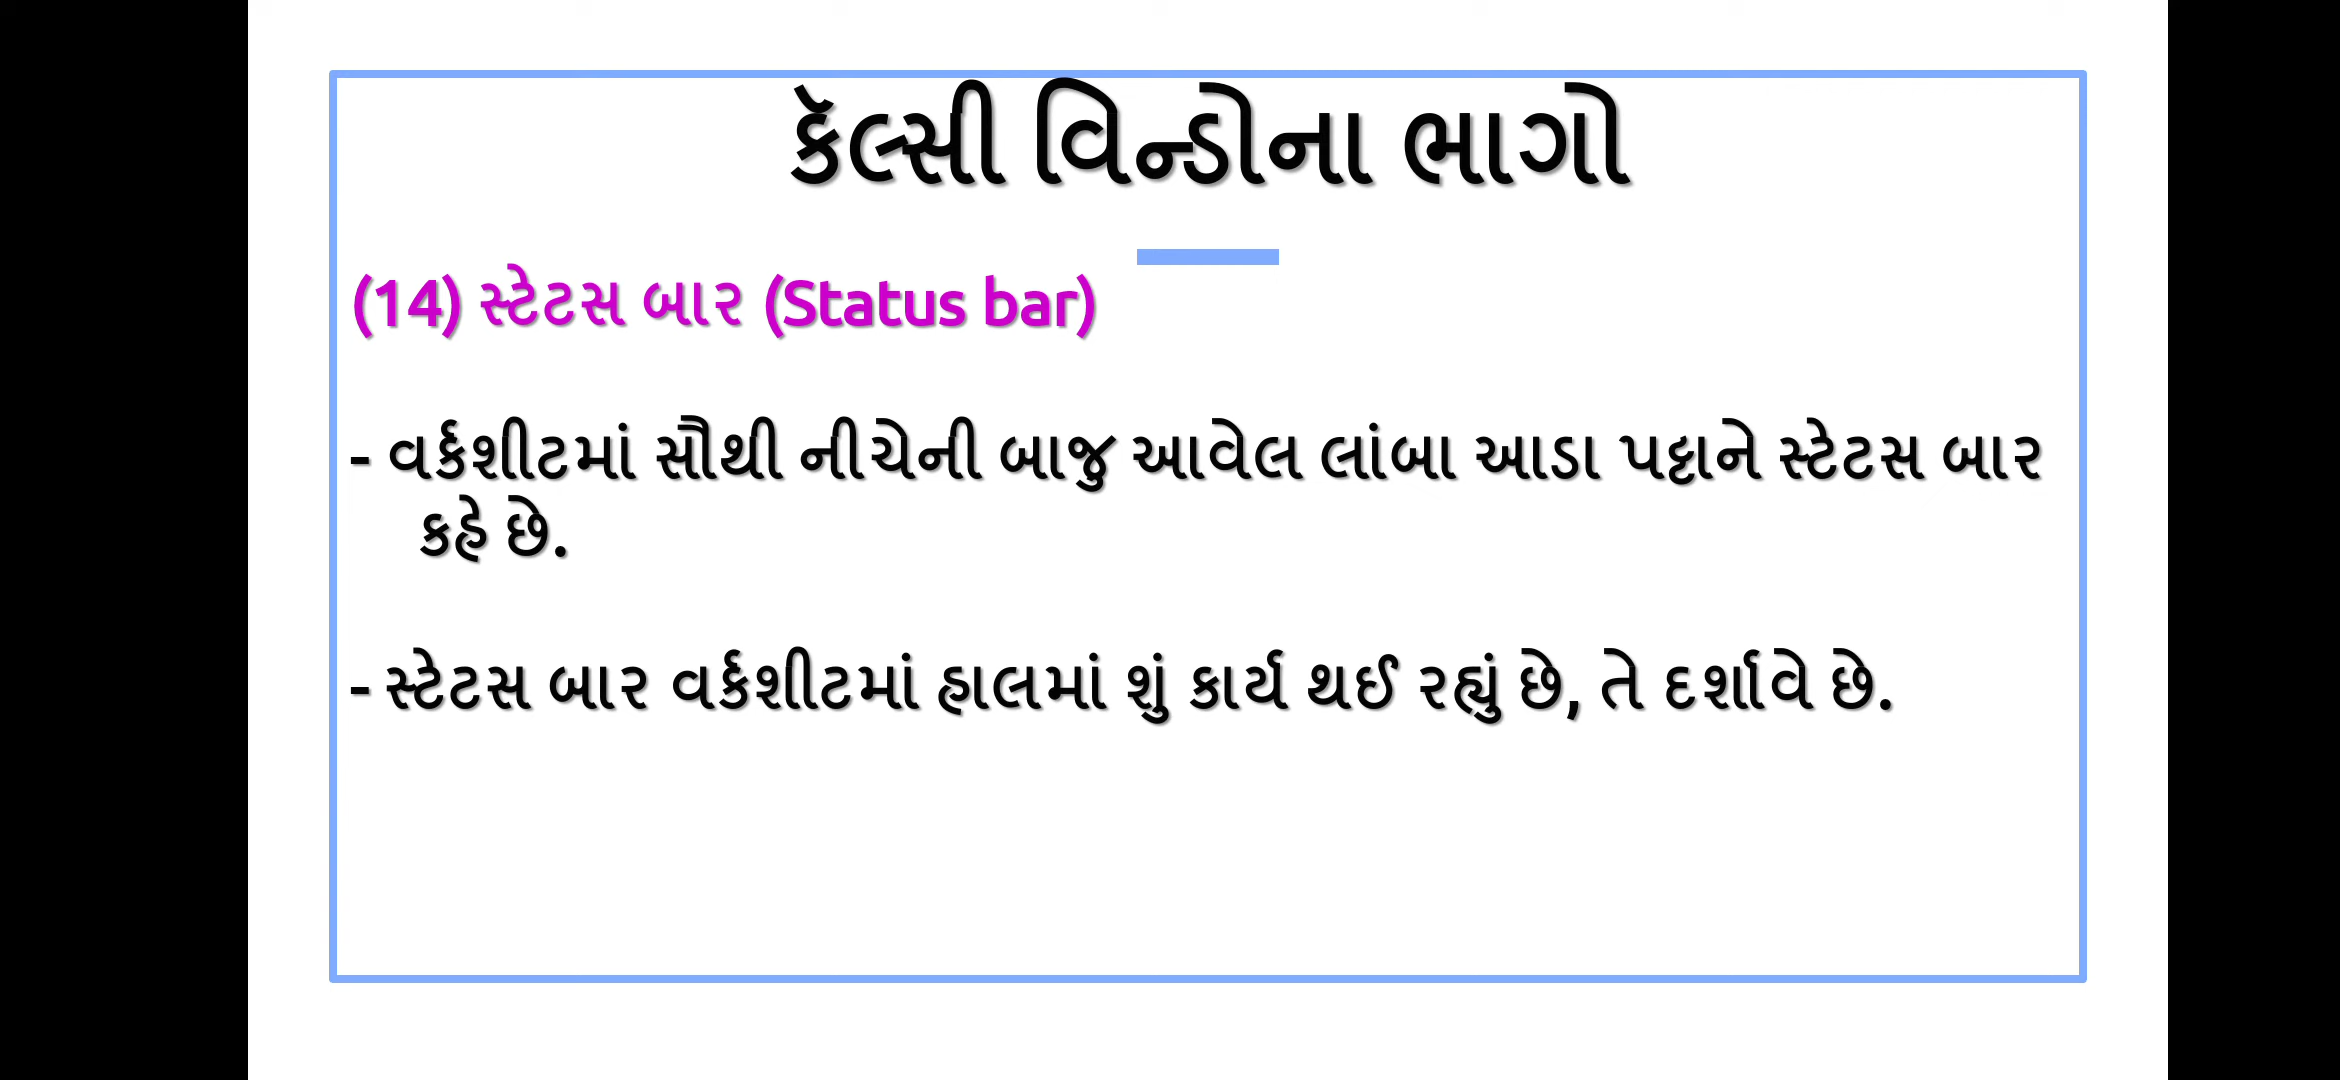 કૅલ્સી વિન્ડોના ભાગો
(14) સ્ટેટસ બાર (Status bar)
- વર્કશીટમાં સૌથી નીચેની બાજુ આવેલ લાંબા આડા પટ્ટાને સ્ટેટસ બાર
કહે છે.
- સ્ટેટસ બાર વર્કશીટમાં હાલમાં શું કાર્ય થઈ રહ્યું છે, તે દર્શાવે છે.